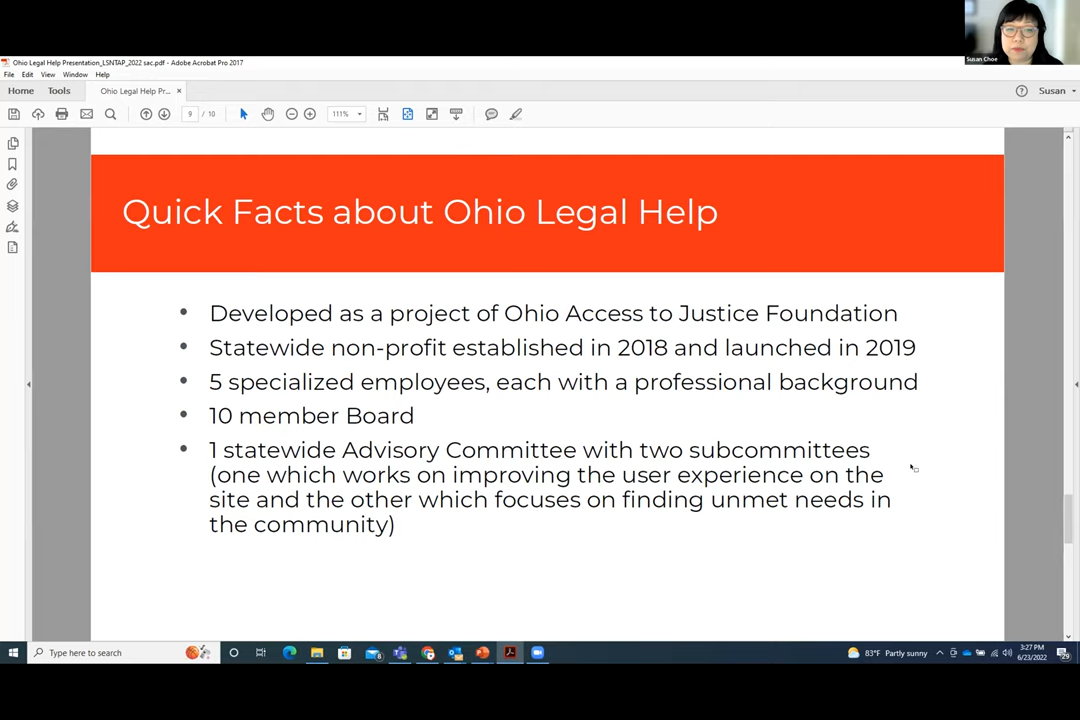 Susan Choe
Ohio Legal Help Presentation_LSNTAP_2022 sac.pdf - Adobe Acrobat Pro 2017
File Edit View Window Help
Home Tools Ohio Legal Help Pr... × Susan
9 / 10 111%
Quick Facts about Ohio Legal Help
• Developed as a project of Ohio Access to Justice Foundation
• Statewide non-profit established in 2018 and launched in 2019
• 5 specialized employees, each with a professional background
• 10 member Board
• 1 statewide Advisory Committee with two subcommittees
(one which works on improving the user experience on the
site and the other which focuses on finding unmet needs in
the community)
Type here to search
83°F Partly sunny
3:27 PM
6/23/2022